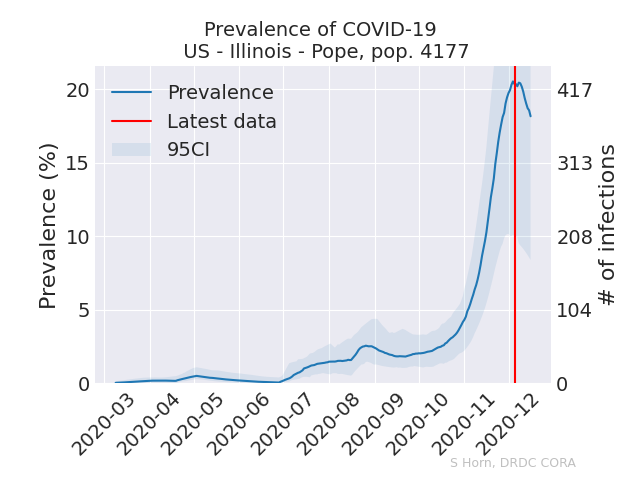 Prevalence of COVID-19
US - Illinois - Pope, pop. 4177
Prevalence
Latest data
95CI
Prevalence (%)
20
15
10
5
0
# of infections
417
313
208
104
0
2020-03
2020-04
2020-05
2020-06
2020-07
2020-08
2020-09
2020-10
2020-11
2020-12
S Horn, DRDC CORA